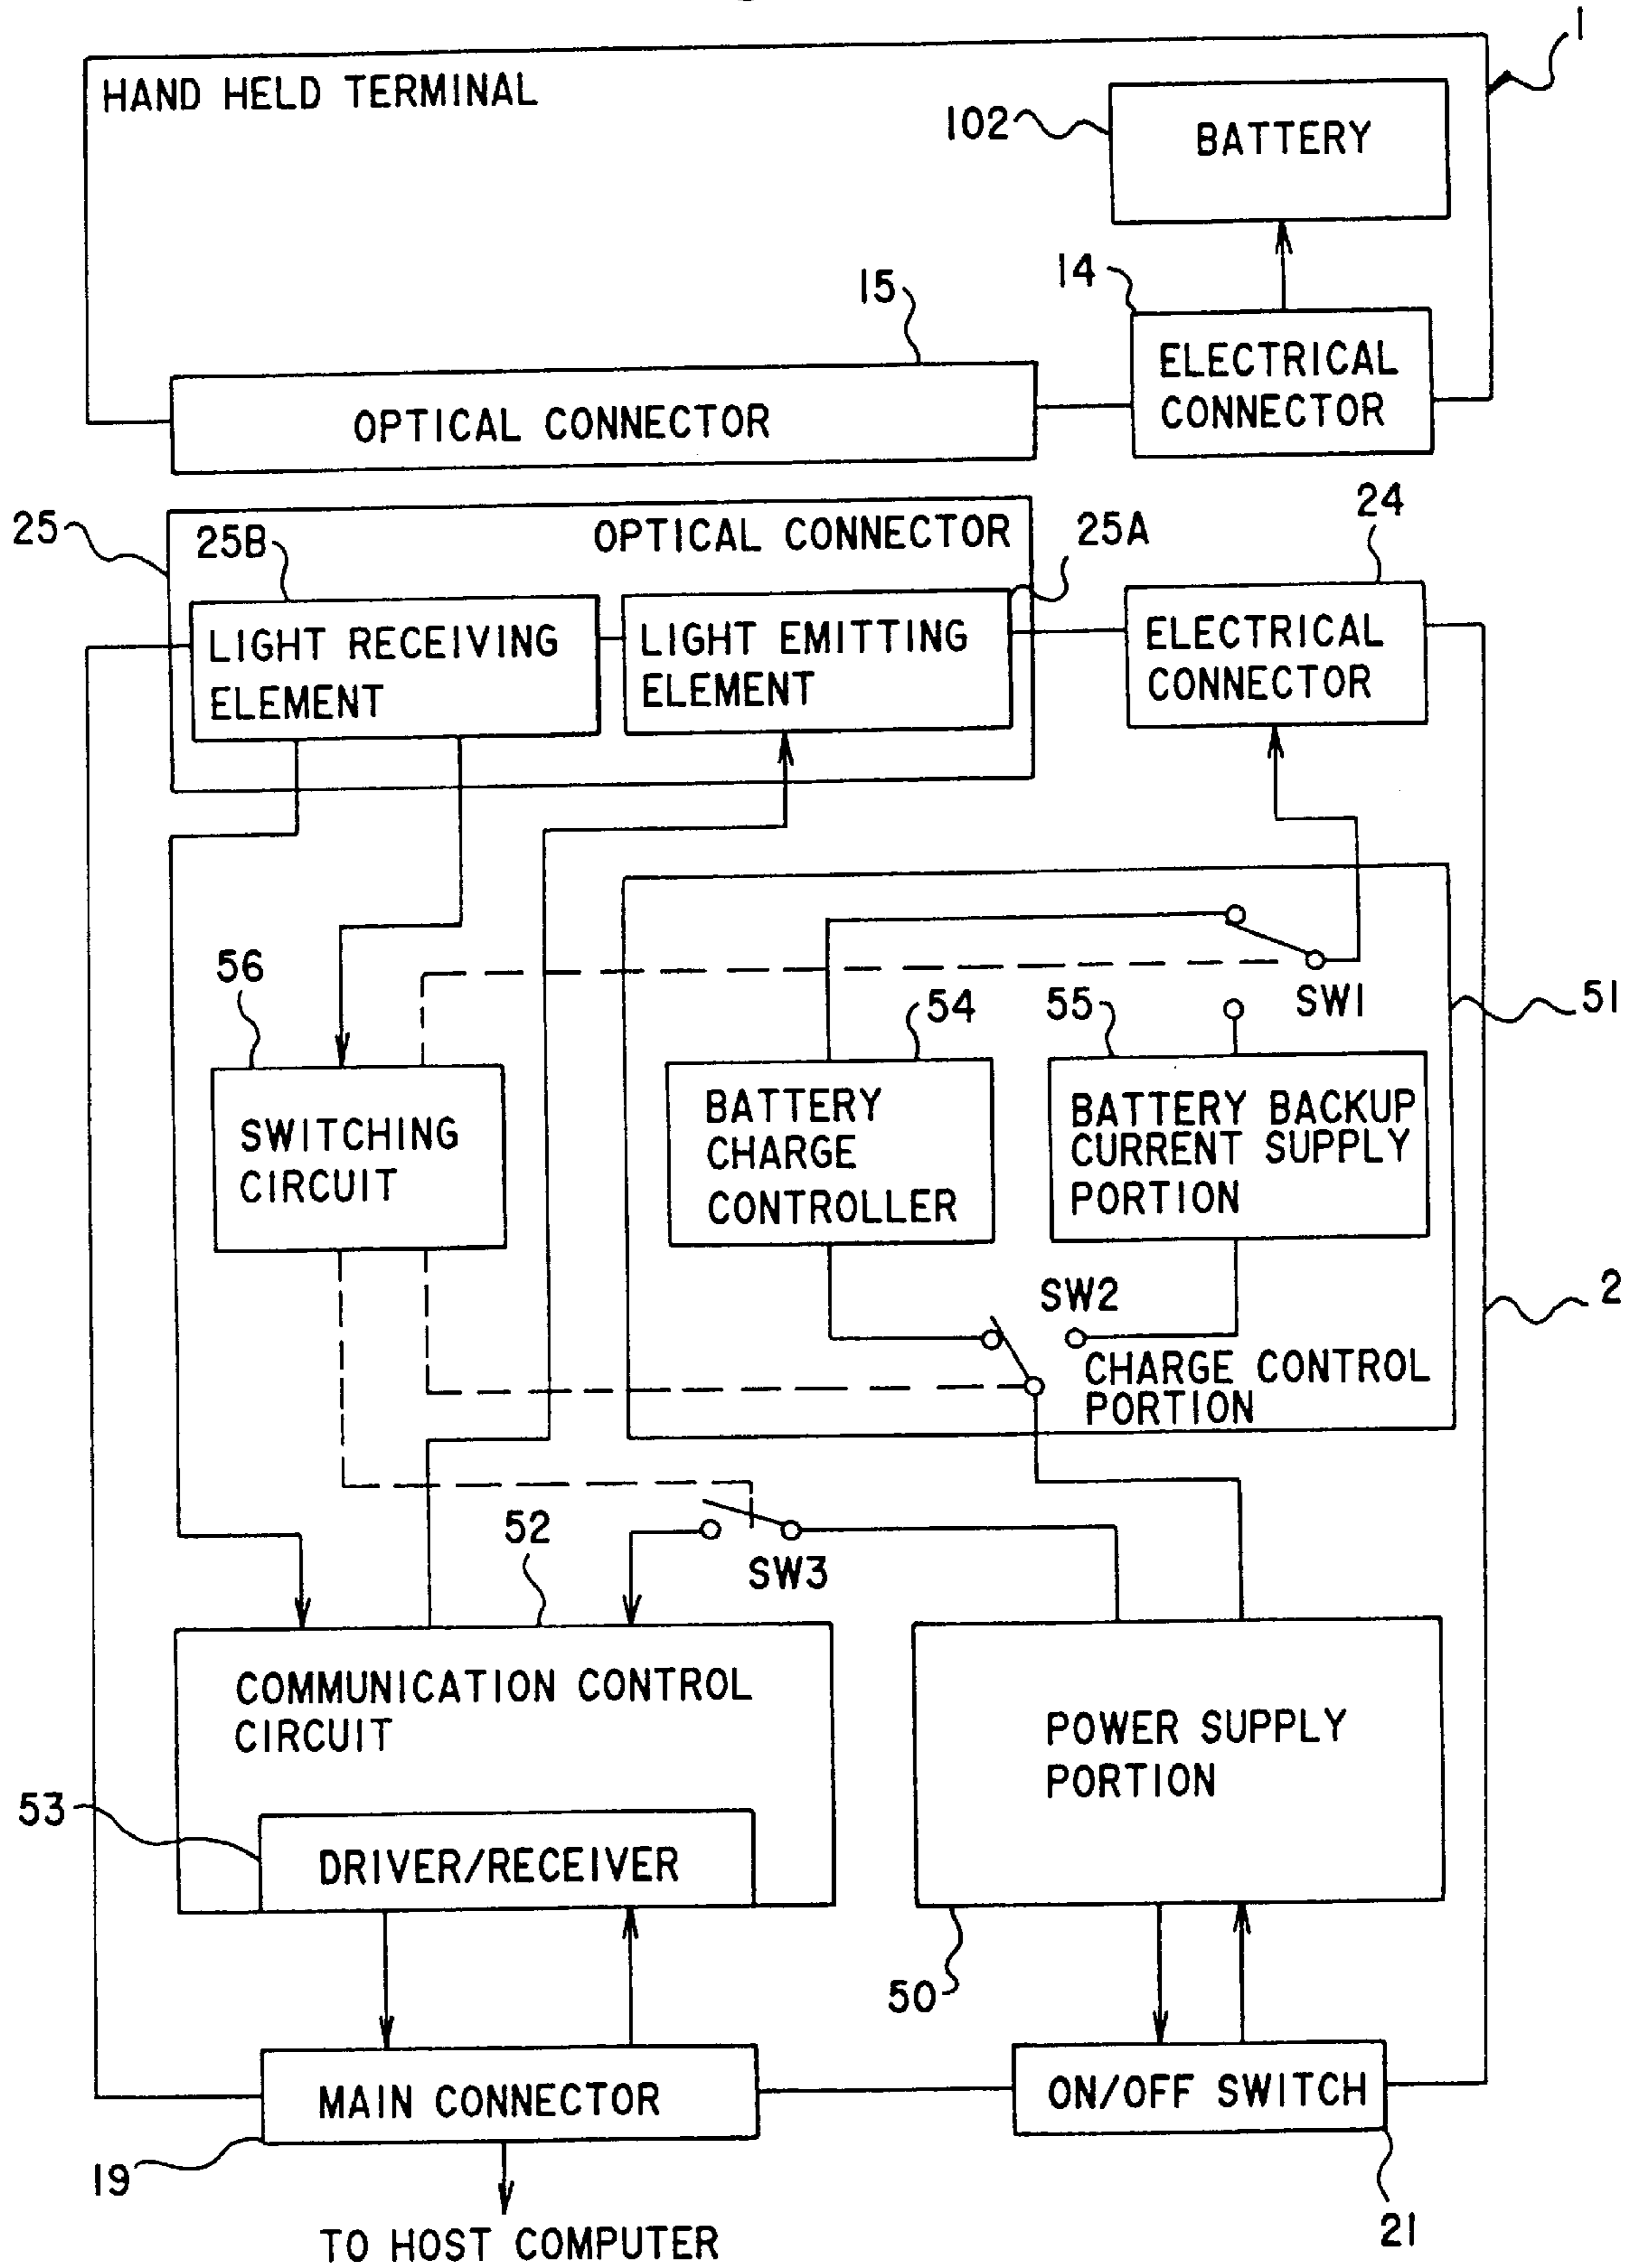 1
HAND HELD TERMINAL
102
BATTERY
15
14
ELECTRICAL
CONNECTOR
OPTICAL CONNECTOR
25
25B
OPTICAL CONNECTOR
25A
24
LIGHT RECEIVING
ELEMENT
LIGHT EMITTING
ELEMENT
ELECTRICAL
CONNECTOR
56
SW1
51
54
55
SWITCHING
CIRCUIT
BATTERY
CHARGE
CONTROLLER
BATTERY BACKUP
CURRENT SUPPLY
PORTION
SW2
2
CHARGE CONTROL
PORTION
52
SW3
COMMUNICATION CONTROL
CIRCUIT
POWER SUPPLY
PORTION
53
DRIVER/RECEIVER
50
MAIN CONNECTOR
ON/OFF SWITCH
19
21
TO HOST COMPUTER